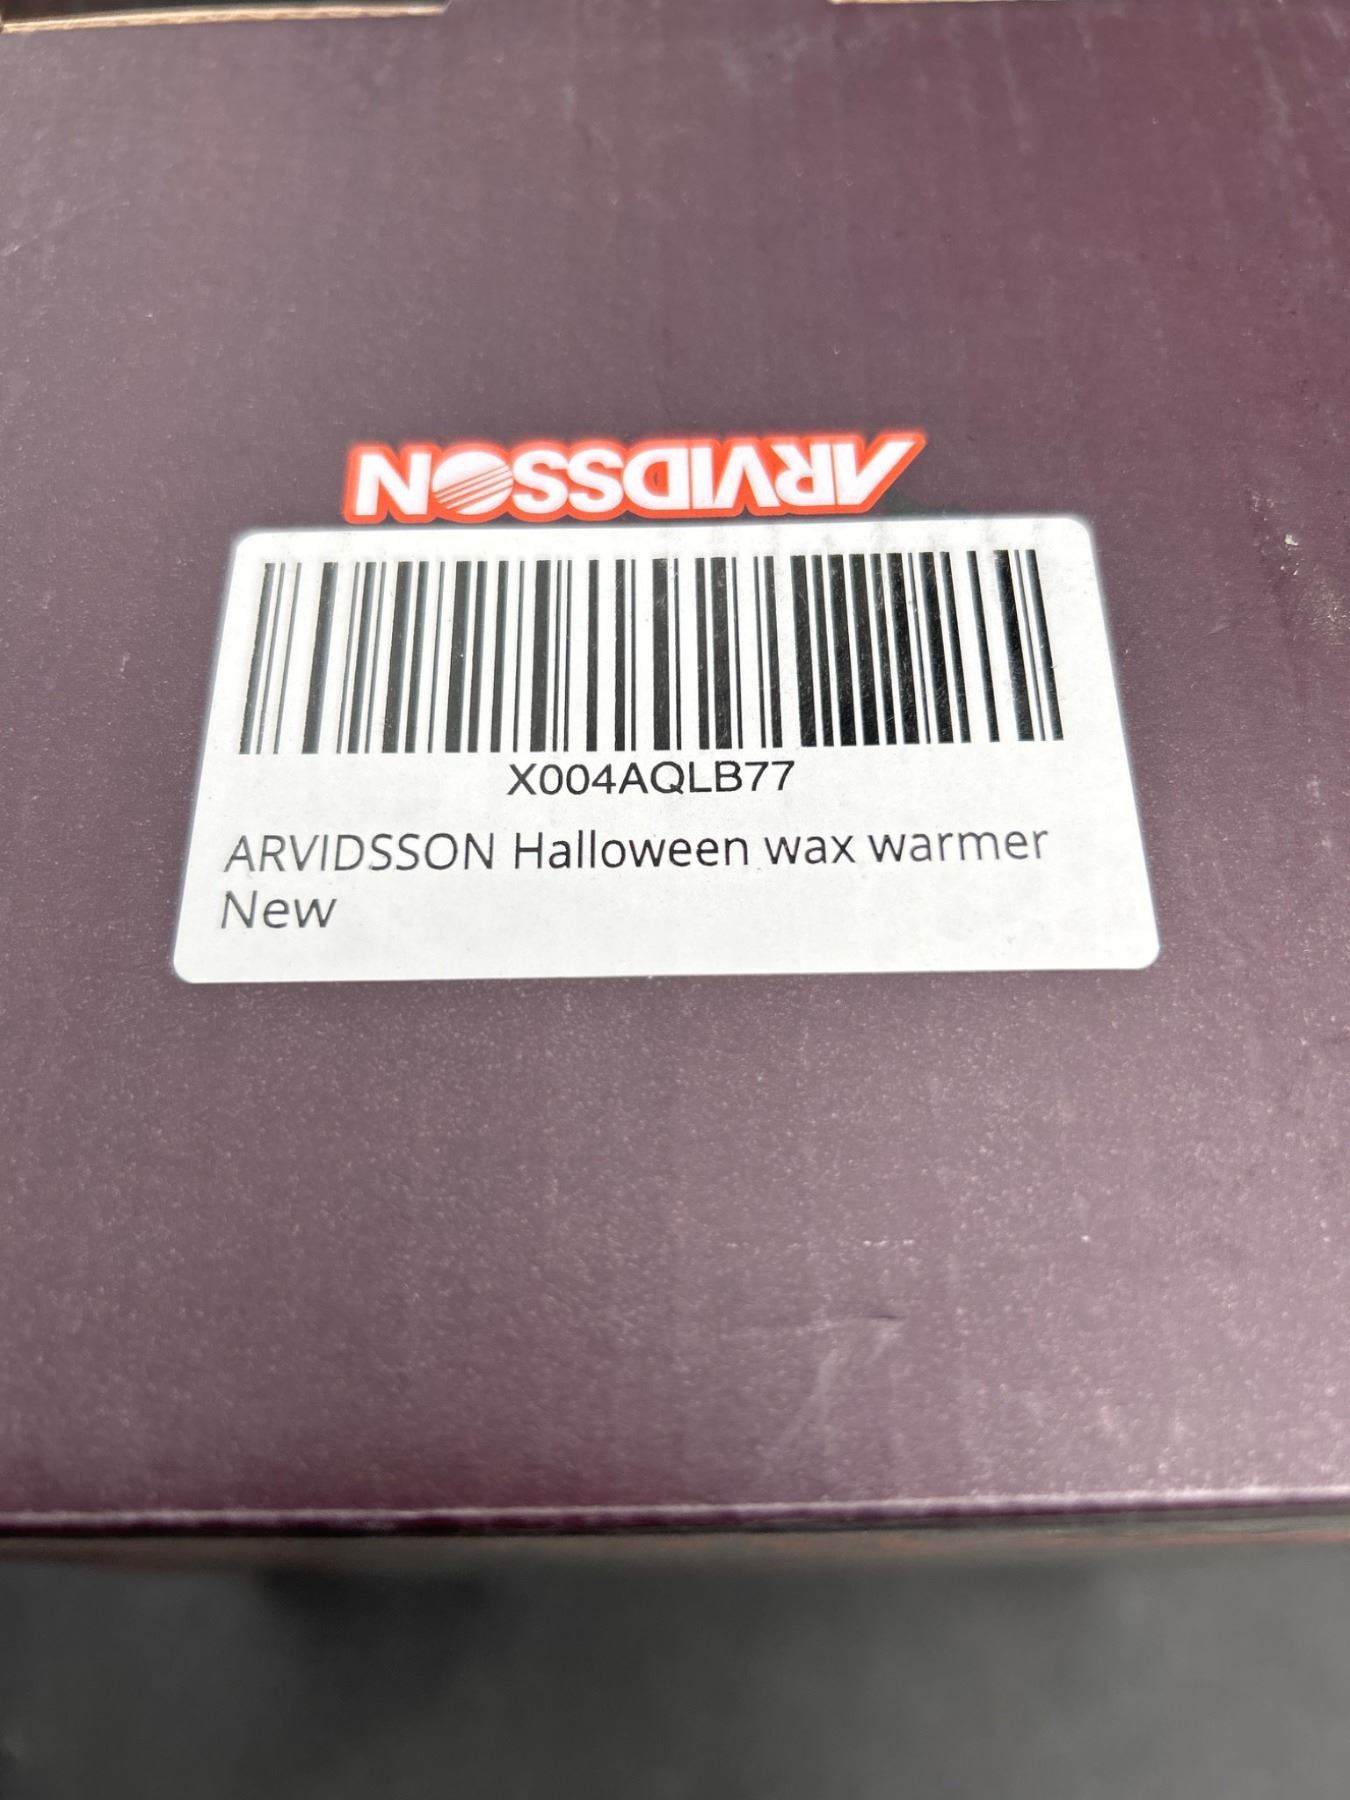 ARVIDSSON
X004AQLB77
ARVIDSSON Halloween wax warmer
New